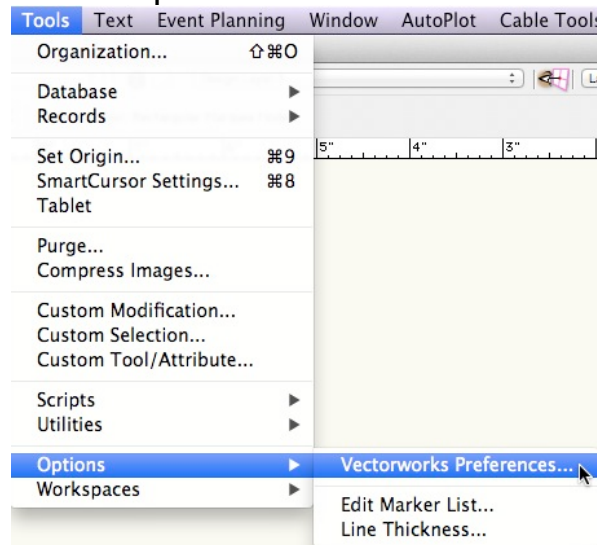 Tools Text Event Planning Window AutoPlot Cable Tools
Organization... ⇧⌘O
Database ▶
Records ▶
5" 4" 3"
Set Origin... ⌘9
SmartCursor Settings... ⌘8
Tablet
Purge...
Compress Images...
Custom Modification...
Custom Selection...
Custom Tool/Attribute...
Scripts ▶
Utilities ▶
Options ▶ Vectorworks Preferences...
Workspaces ▶
Edit Marker List...
Line Thickness...